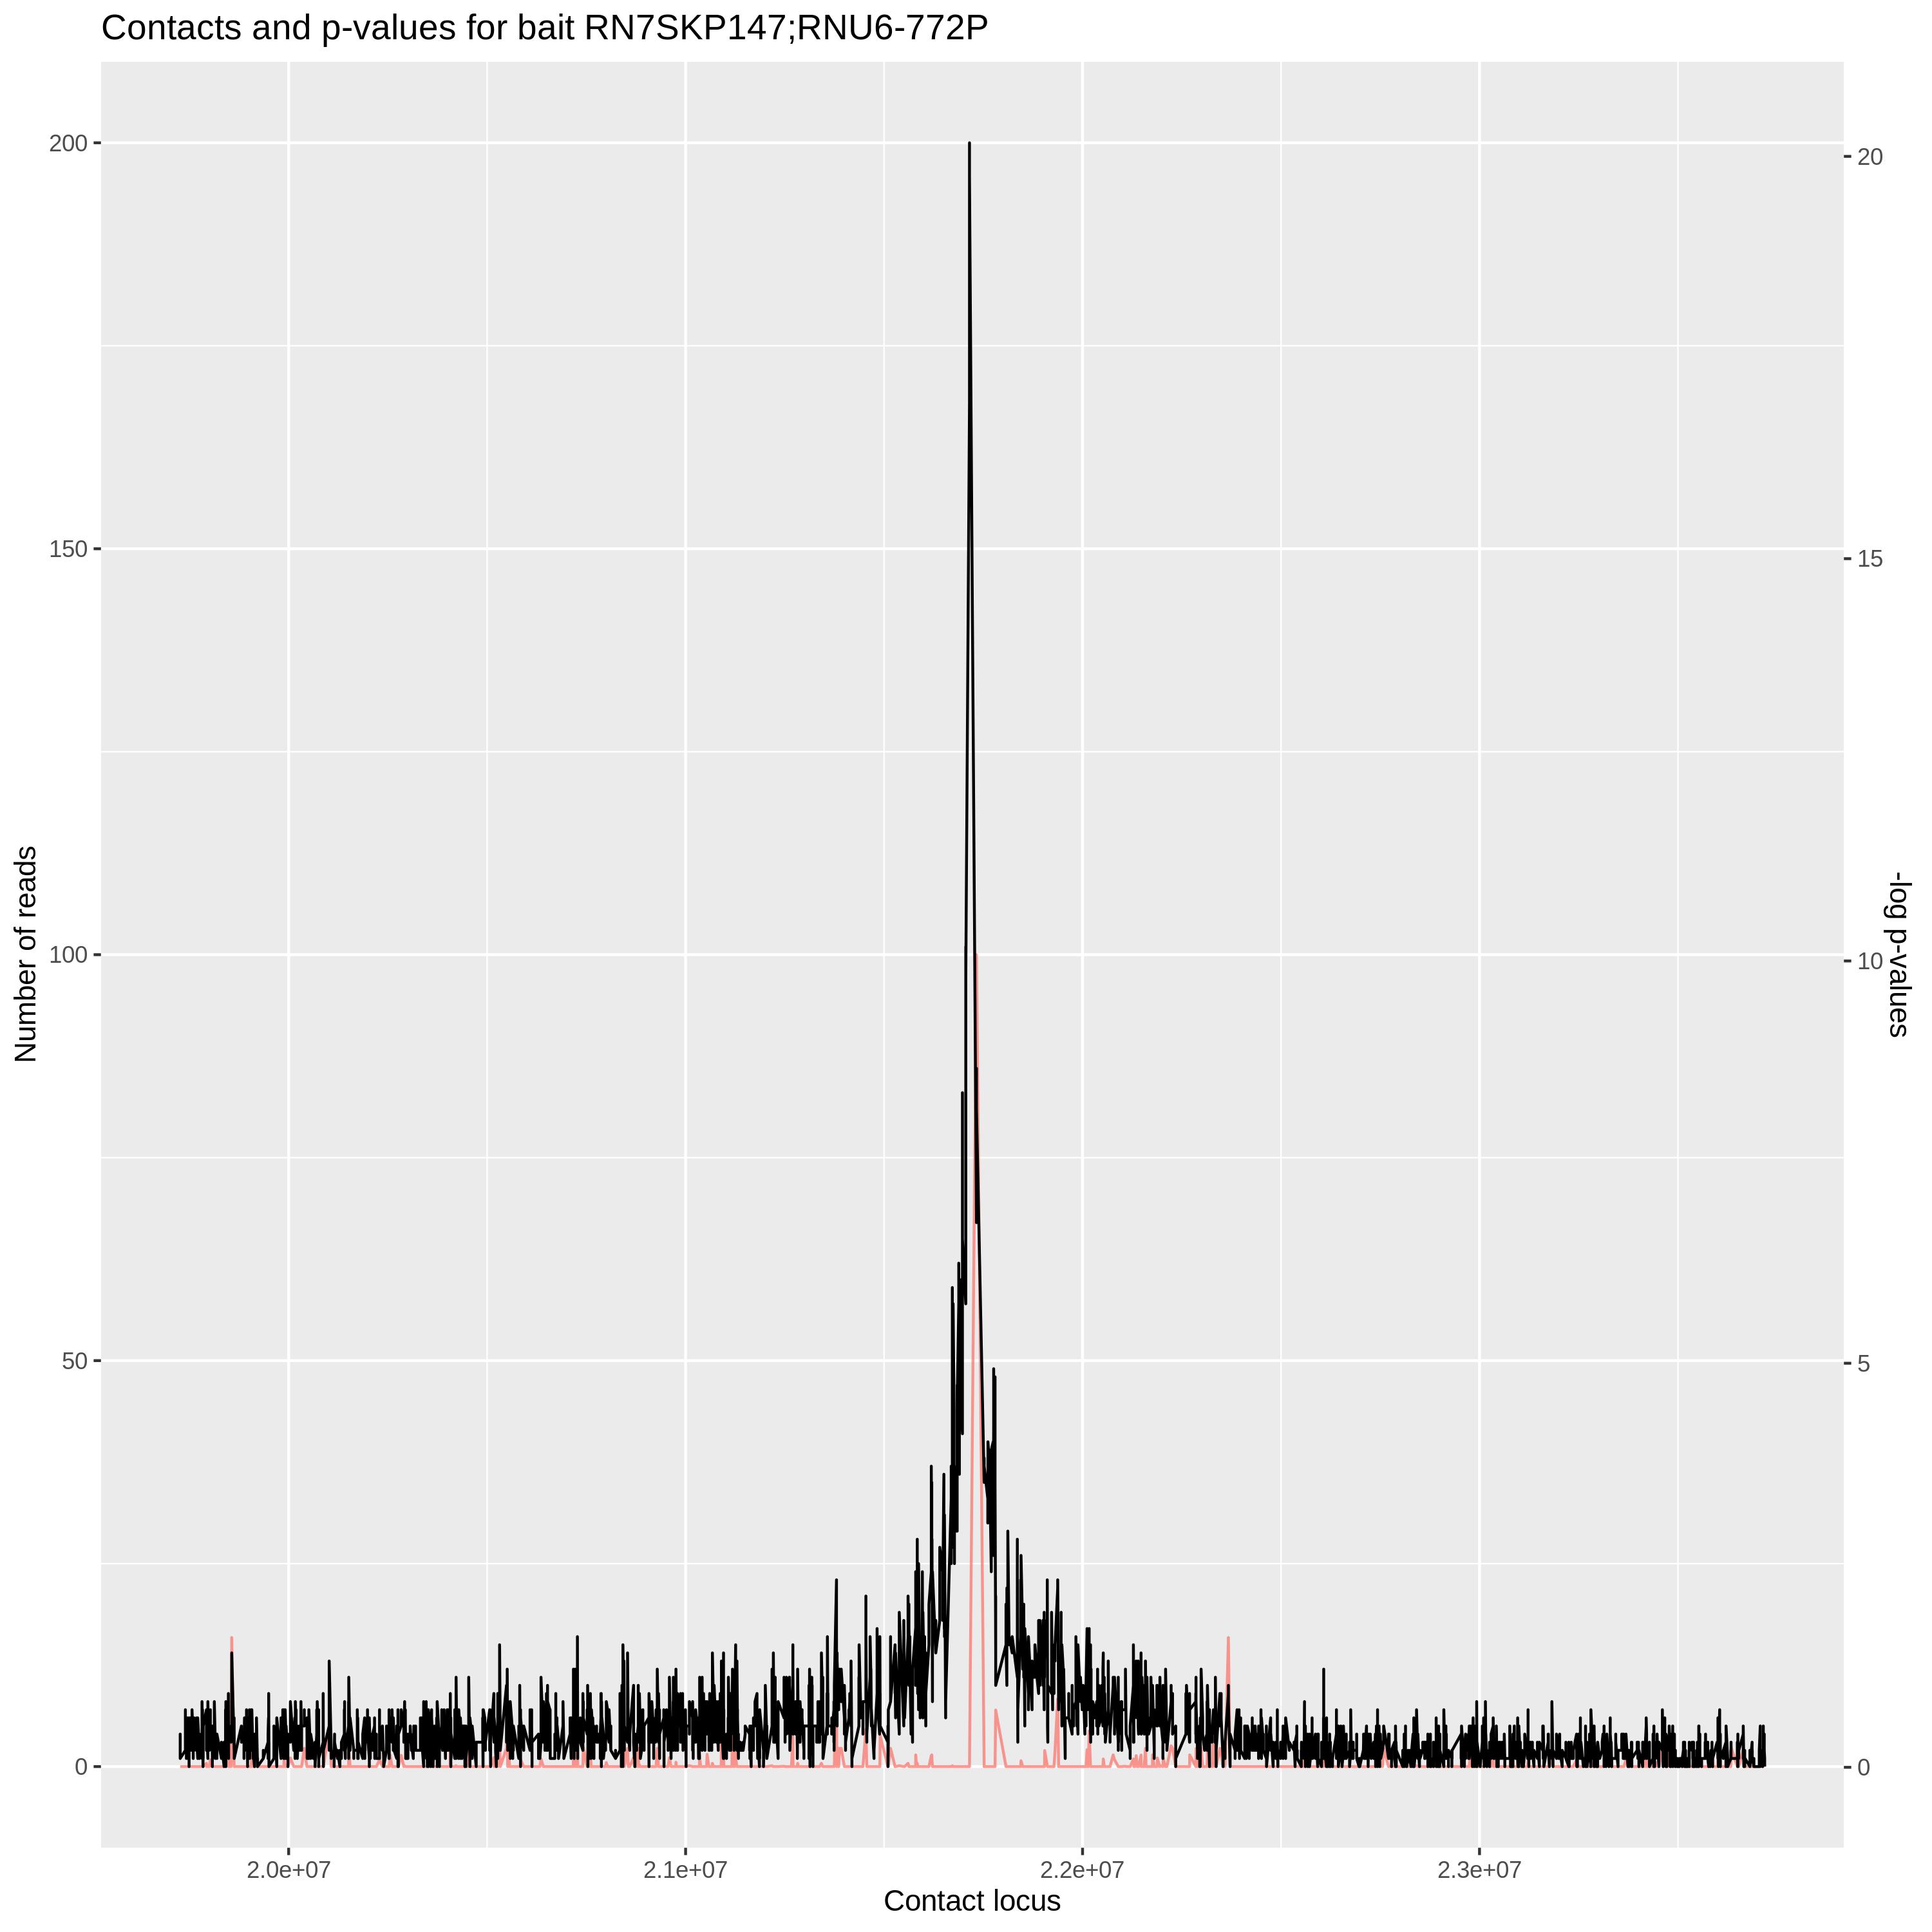 Contacts and p-values for bait RN7SKP147;RNU6-772P
200
150
100
50
0
Number of reads
20
15
10
5
0
-log p-values
2.0e+07
2.1e+07
2.2e+07
2.3e+07
Contact locus